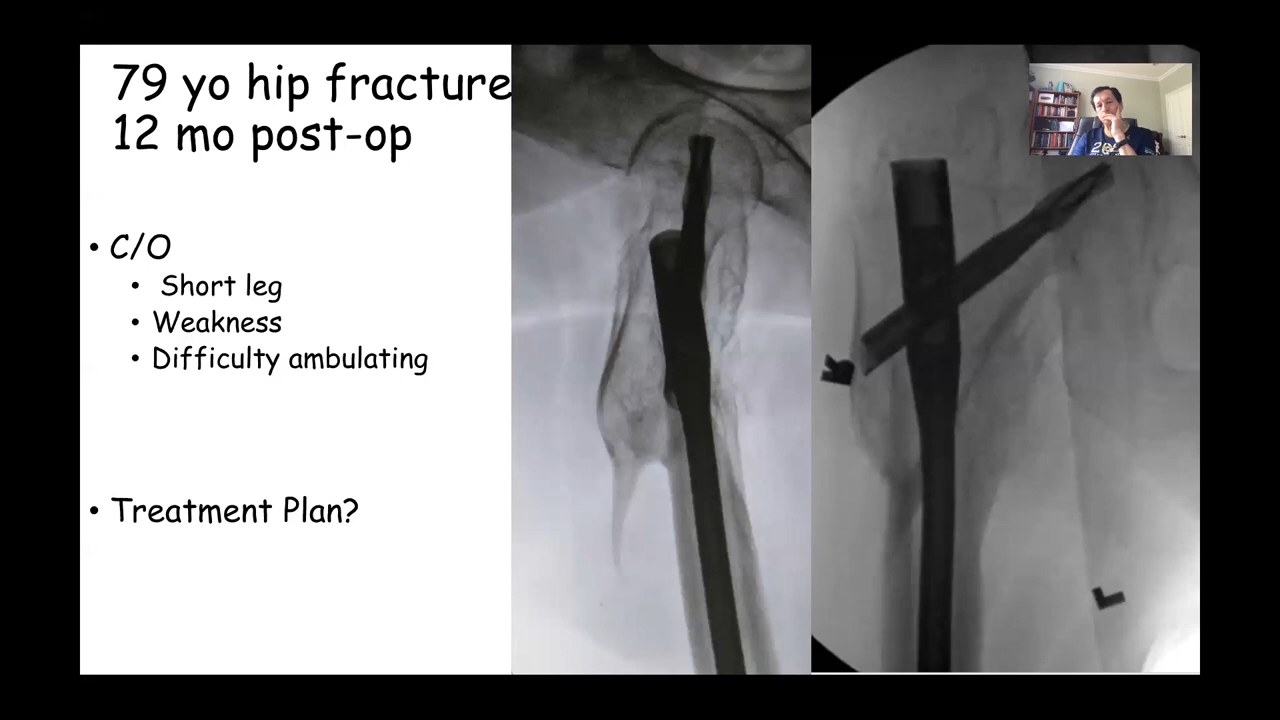 79 yo hip fracture
12 mo post-op
• C/O
• Short leg
• Weakness
• Difficulty ambulating
• Treatment Plan?